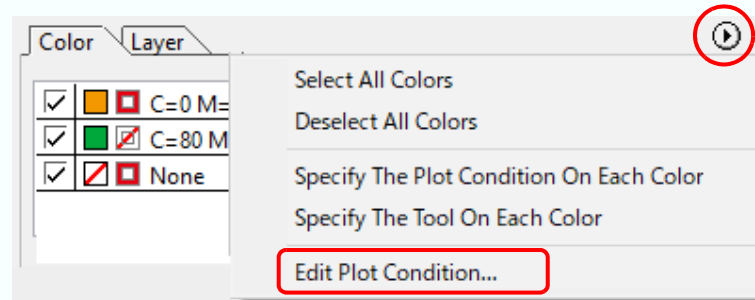 Color Layer
Select All Colors
C=0 M=
Deselect All Colors
C=80 M
None
Specify The Plot Condition On Each Color
Specify The Tool On Each Color
Edit Plot Condition...